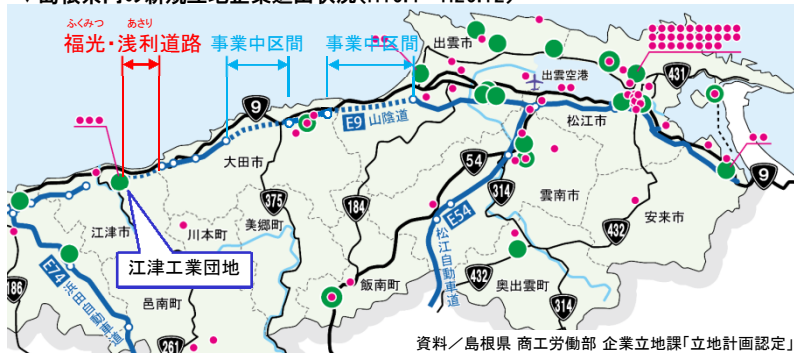 ふくみつ
あさり
福光・浅利道路
事業中区間
事業中区間
出雲市
出雲空港
431
9
E9 山陰道
松江市
大田市
54
9
375
184
314
雲南市
安来市
E54
美郷町
川本町
江津市
432
江津工業団地
松江自動車道
飯南町
432
奥出雲町
E74
浜田自動車道
186
邑南町
314
261
資料/島根県 商工労働部 企業立地課「立地計画認定」